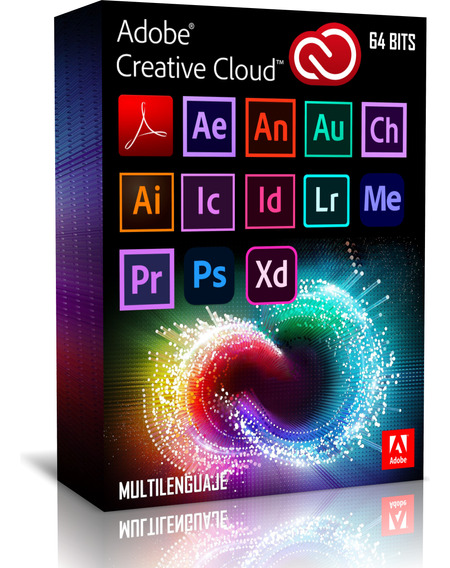 Adobe®
Creative Cloud™
64 BITS
Ae An Au Ch
Ai Ic Id Lr Me
Pr Ps Xd
Adobe
MULTILENGUAJE